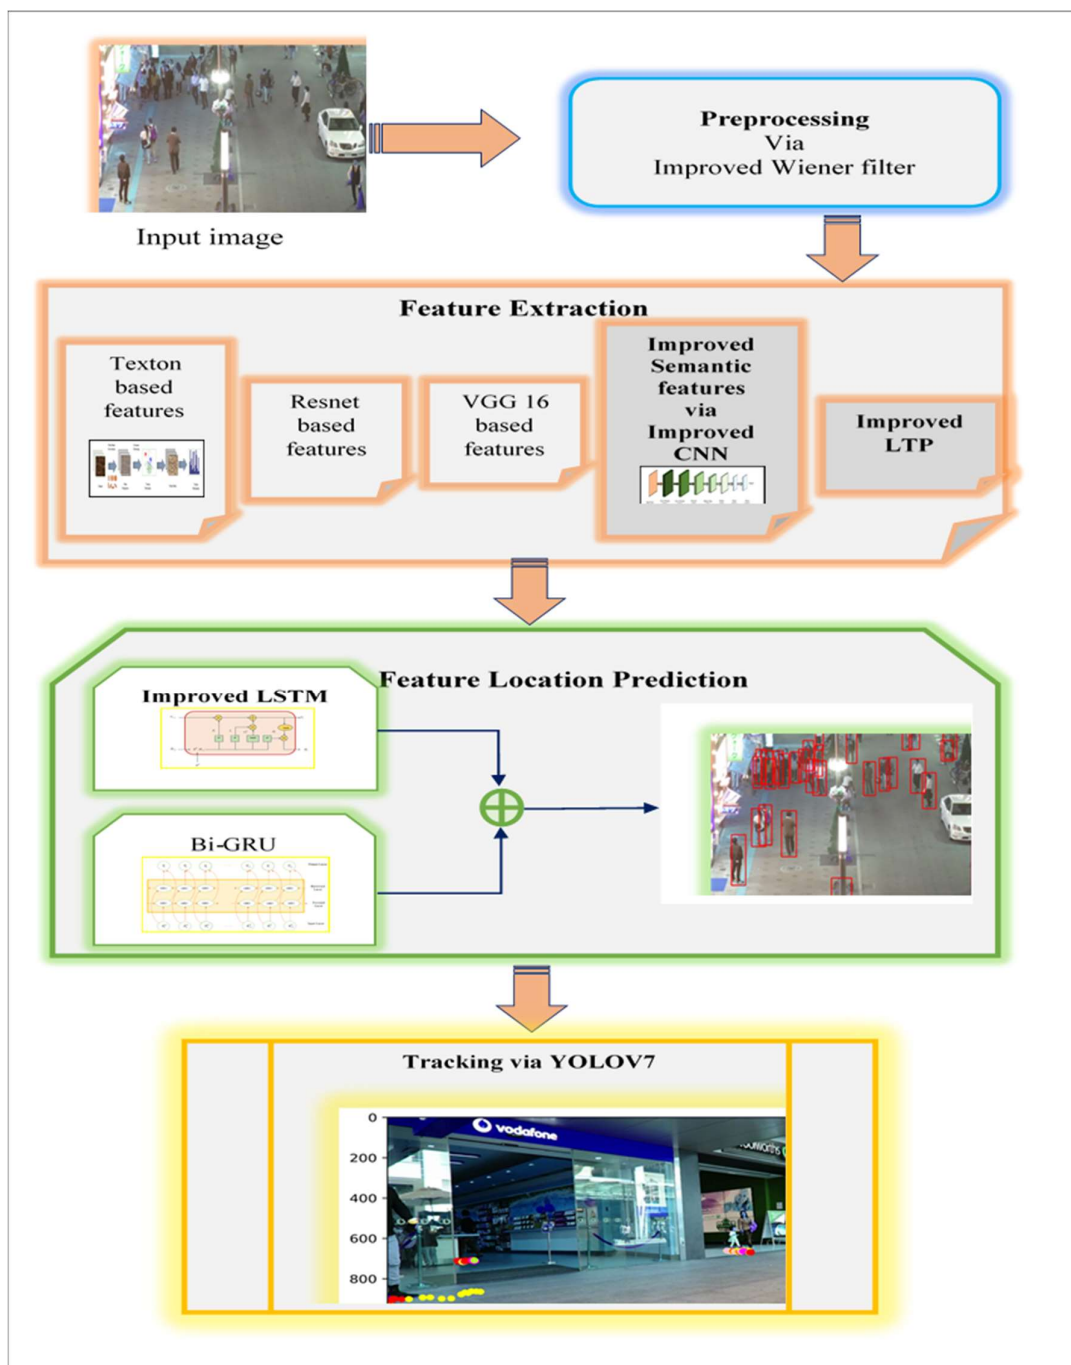 Input image
Preprocessing
Via
Improved Wiener filter
Feature Extraction
Texton
based
features
Resnet
based
features
VGG 16
based
features
Improved
Semantic
features
via
Improved
CNN
Improved
LTP
Feature Location Prediction
Improved LSTM
Bi-GRU
Tracking via YOLOV7
0
200
400
600
800
vodafone